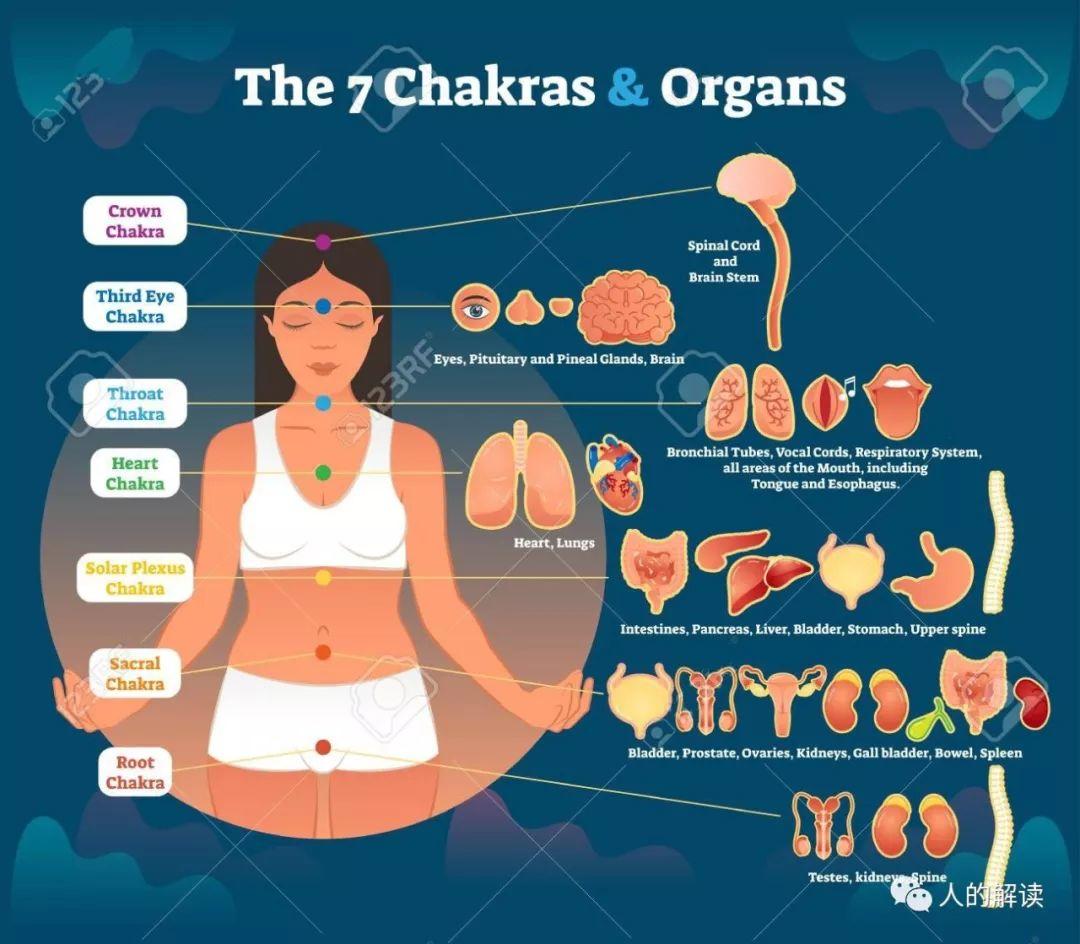 The 7 Chakras & Organs
Crown
Chakra
Spinal Cord
and
Brain Stem
Third Eye
Chakra
Eyes, Pituitary and Pineal Glands, Brain
Throat
Chakra
Bronchial Tubes, Vocal Cords, Respiratory System,
all areas of the Mouth, including
Tongue and Esophagus.
Heart
Chakra
Heart, Lungs
Solar Plexus
Chakra
Intestines, Pancreas, Liver, Bladder, Stomach, Upper spine
Sacral
Chakra
Bladder, Prostate, Ovaries, Kidneys, Gall bladder, Bowel, Spleen
Root
Chakra
Testes, kidneys, Spine
人的解读
123RF
123RF
123RF